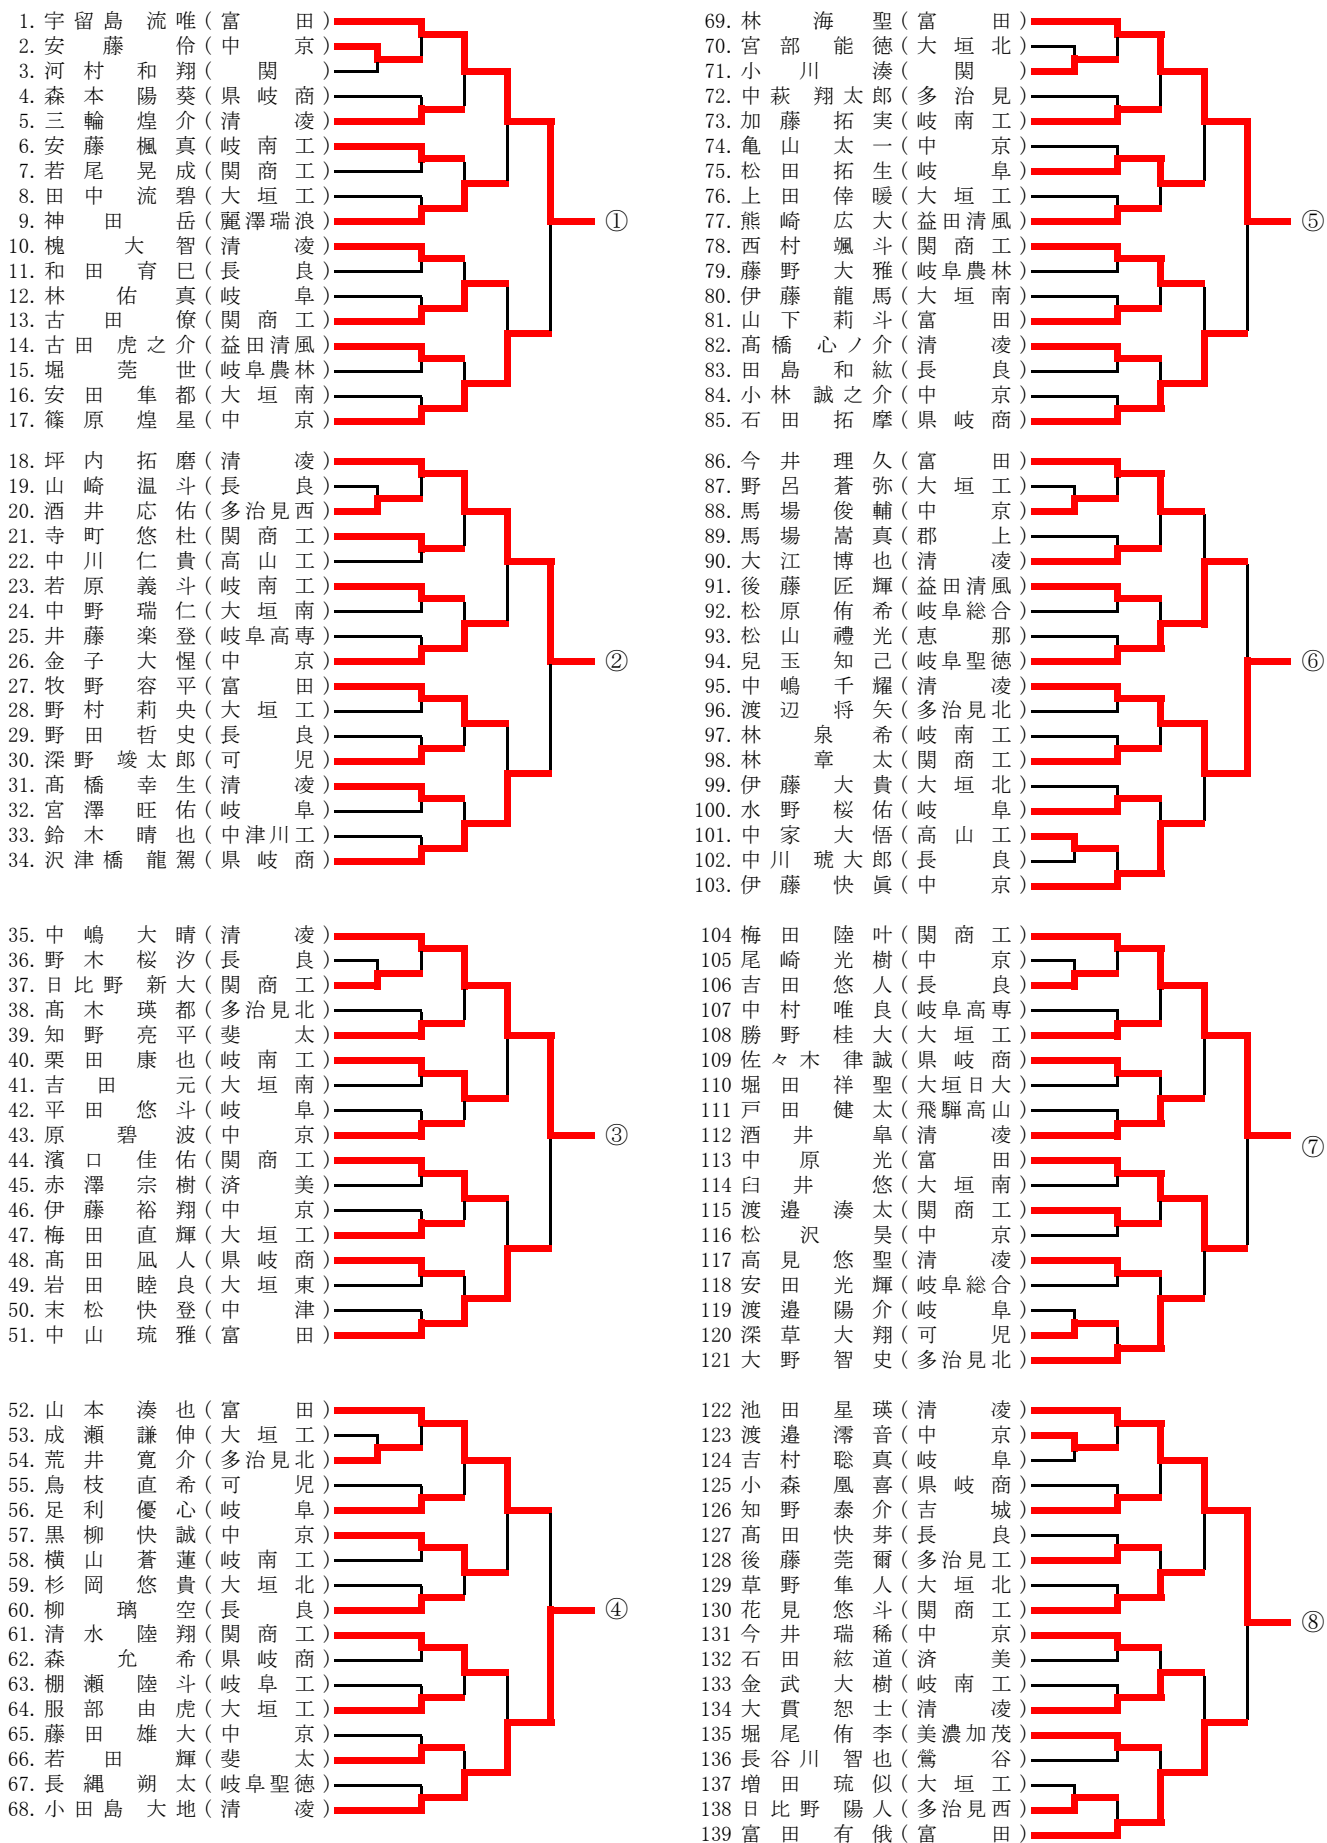 1. 宇留島 流唯 (富田)
2. 安藤 伶 (中京)
3. 河村 和翔 (関)
4. 森本 陽葵 (県岐商)
5. 三輪 煌介 (清凌)
6. 安藤 楓真 (岐南工)
7. 若尾 晃成 (関商工)
8. 田中 流碧 (大垣工)
9. 神田 岳 (麗澤瑞浪)
①
10. 槐 大智 (清凌)
11. 和田 育巳 (長良)
12. 林 佑真 (岐阜)
13. 古田 僚 (関商工)
14. 古田 虎之介 (益田清風)
15. 堀 莞世 (岐阜農林)
16. 安田 隼都 (大垣南)
17. 篠原 煌星 (中京)
18. 坪内 拓磨 (清凌)
19. 山崎 温斗 (長良)
20. 酒井 応佑 (多治見西)
21. 寺町 悠杜 (関商工)
22. 中川 仁貴 (高山工)
23. 若原 義斗 (岐南工)
24. 中野 瑞仁 (大垣南)
25. 井藤 楽登 (岐阜高専)
26. 金子 大惺 (中京)
②
27. 牧野 容平 (富田)
28. 野村 莉央 (大垣工)
29. 野田 哲史 (長良)
30. 深野 竣太郎 (可児)
31. 髙橋 幸生 (清凌)
32. 宮澤 旺佑 (岐阜)
33. 鈴木 晴也 (中津川工)
34. 沢津橋 龍駕 (県岐商)
35. 中嶋 大晴 (清凌)
36. 野木 桜汐 (長良)
37. 日比野 新大 (関商工)
38. 髙木 瑛都 (多治見北)
39. 知野 亮平 (斐太)
40. 栗田 康也 (岐南工)
41. 吉田 元 (大垣南)
42. 平田 悠斗 (岐阜)
43. 原 碧波 (中京)
③
44. 濱口 佳佑 (関商工)
45. 赤澤 宗樹 (済美)
46. 伊藤 裕翔 (中京)
47. 梅田 直輝 (大垣工)
48. 髙田 凪人 (県岐商)
49. 岩田 睦良 (大垣東)
50. 末松 快登 (中津)
51. 中山 琉雅 (富田)
52. 山本 湊也 (富田)
53. 成瀬 謙伸 (大垣工)
54. 荒井 寛介 (多治見北)
55. 鳥枝 直希 (可児)
56. 足利 優心 (岐阜)
57. 黒柳 快誠 (中京)
58. 横山 蒼蓮 (岐南工)
59. 杉岡 悠貴 (大垣北)
60. 柳 璃空 (長良)
④
61. 清水 陸翔 (関商工)
62. 森 允希 (県岐商)
63. 棚瀬 陸斗 (岐阜工)
64. 服部 由虎 (大垣工)
65. 藤田 雄大 (中京)
66. 若田 輝 (斐太)
67. 長縄 朔太 (岐阜聖徳)
68. 小田島 大地 (清凌)
69. 林 海聖 (富田)
70. 宮部 能徳 (大垣北)
71. 小川 湊 (関)
72. 中萩 翔太郎 (多治見)
73. 加藤 拓実 (岐南工)
74. 亀山 太一 (中京)
75. 松田 拓生 (岐阜)
76. 上田 倖暖 (大垣工)
77. 熊崎 広大 (益田清風)
⑤
78. 西村 颯斗 (関商工)
79. 藤野 大雅 (岐阜農林)
80. 伊藤 龍馬 (大垣南)
81. 山下 莉斗 (富田)
82. 髙橋 心ノ介 (清凌)
83. 田島 和紘 (長良)
84. 小林 誠之介 (中京)
85. 石田 拓摩 (県岐商)
86. 今井 理久 (富田)
87. 野呂 蒼弥 (大垣工)
88. 馬場 俊輔 (中京)
89. 馬場 嵩真 (郡上)
90. 大江 博也 (清凌)
91. 後藤 匠輝 (益田清風)
92. 松原 侑希 (岐阜総合)
93. 松山 禮光 (恵那)
94. 兒玉 知己 (岐阜聖徳)
⑥
95. 中嶋 千耀 (清凌)
96. 渡辺 将矢 (多治見北)
97. 林 泉希 (岐南工)
98. 林 章太 (関商工)
99. 伊藤 大貴 (大垣北)
100. 水野 桜佑 (岐阜)
101. 中家 大悟 (高山工)
102. 中川 琥太郎 (長良)
103. 伊藤 快眞 (中京)
104 梅田 陸叶 (関商工)
105 尾崎 光樹 (中京)
106 吉田 悠人 (長良)
107 中村 唯良 (岐阜高専)
108 勝野 桂大 (大垣工)
109 佐々木 律誠 (県岐商)
110 堀田 祥聖 (大垣日大)
111 戸田 健太 (飛騨高山)
112 酒井 皐 (清凌)
⑦
113 中原 光 (富田)
114 臼井 悠 (大垣南)
115 渡邉 湊太 (関商工)
116 松沢 昊 (中京)
117 高見 悠聖 (清凌)
118 安田 光輝 (岐阜総合)
119 渡邉 陽介 (岐阜)
120 深草 大翔 (可児)
121 大野 智史 (多治見北)
122 池田 星瑛 (清凌)
123 渡邉 澪音 (中京)
124 吉村 聡真 (岐阜)
125 小森 凰喜 (県岐商)
126 知野 泰介 (吉城)
127 髙田 快芽 (長良)
128 後藤 莞爾 (多治見工)
129 草野 隼人 (大垣北)
130 花見 悠斗 (関商工)
⑧
131 今井 瑞稀 (中京)
132 石田 絃道 (済美)
133 金武 大樹 (岐南工)
134 大貫 恕士 (清凌)
135 堀尾 侑李 (美濃加茂)
136 長谷川 智也 (鶯谷)
137 増田 琉似 (大垣工)
138 日比野 陽人 (多治見西)
139 富田 有俄 (富田)